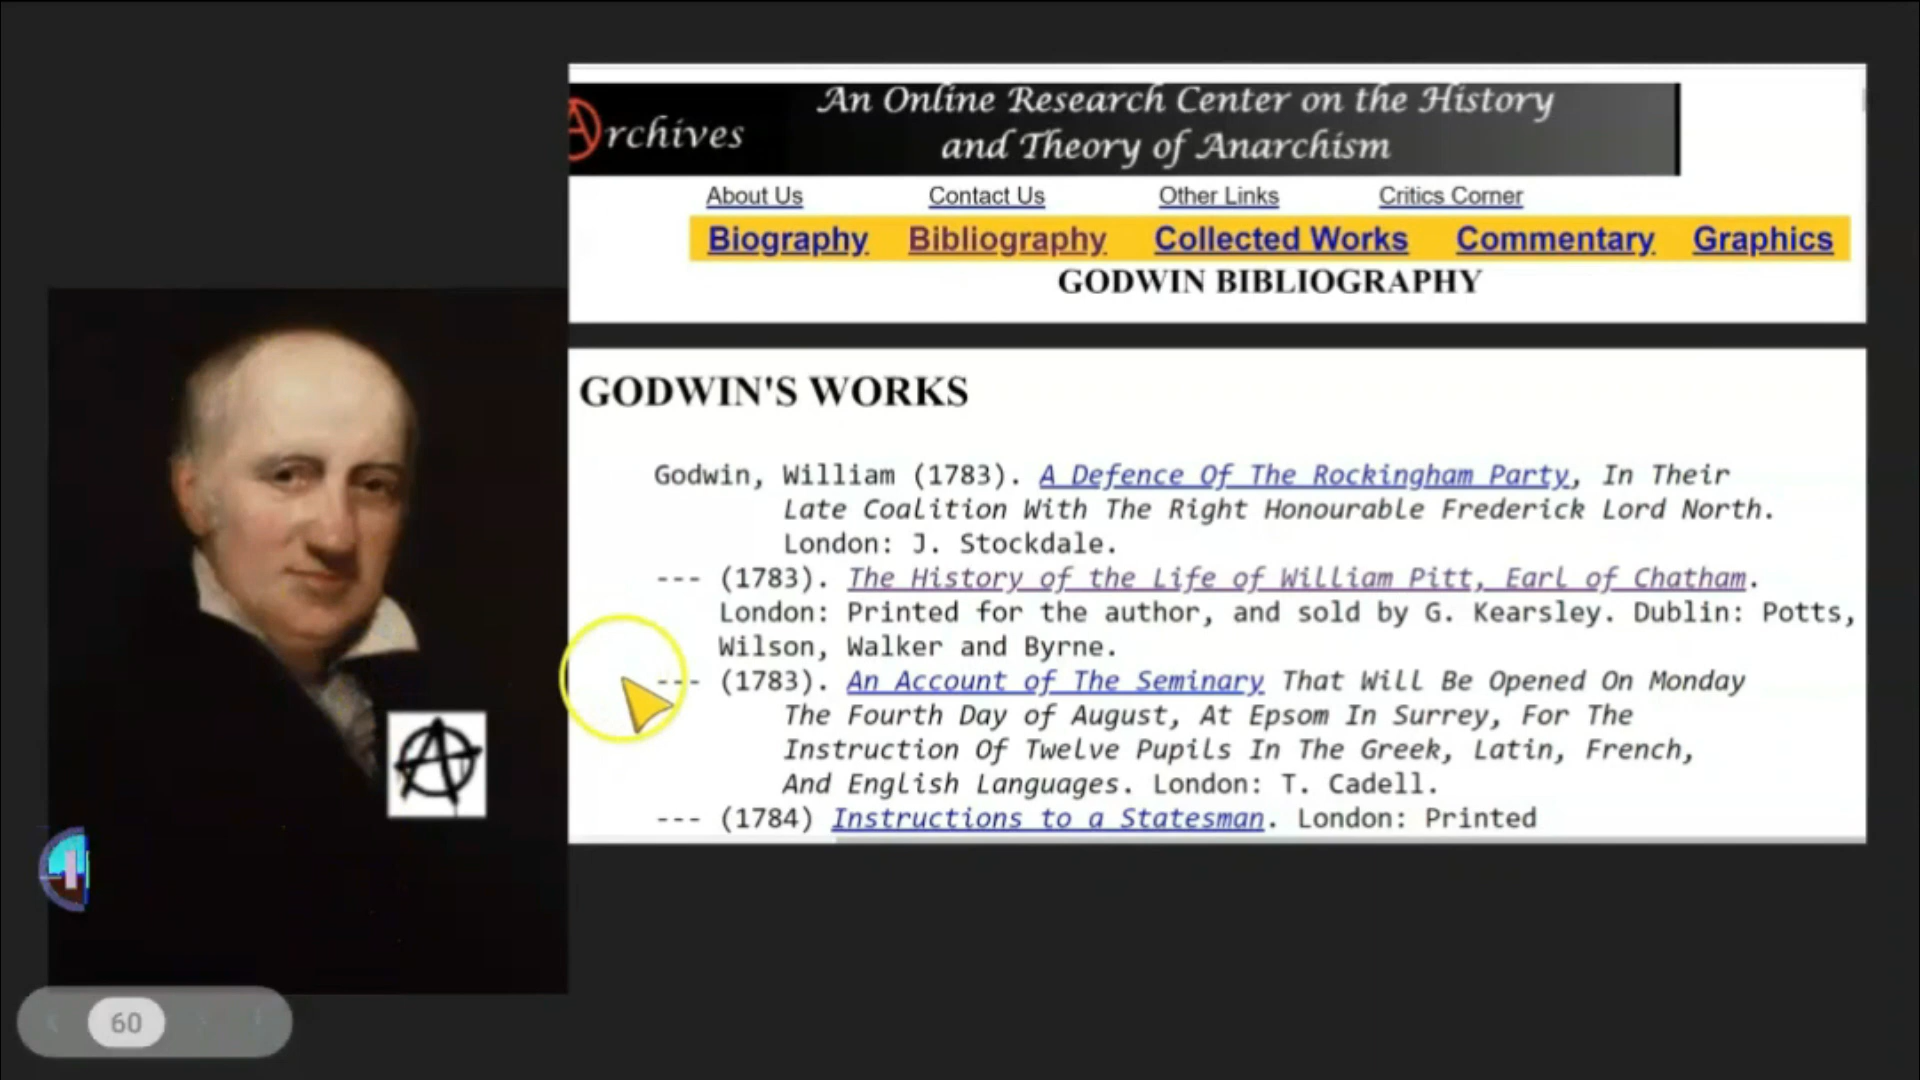 An Online Research Center on the History
Archives
and Theory of Anarchism
About Us Contact Us Other Links Critics Corner
Biography Bibliography Collected Works Commentary Graphics
GODWIN BIBLIOGRAPHY
GODWIN'S WORKS
Godwin, William (1783). A Defence Of The Rockingham Party, In Their
Late Coalition With The Right Honourable Frederick Lord North.
London: J. Stockdale.
--- (1783). The History of the Life of William Pitt, Earl of Chatham.
London: Printed for the author, and sold by G. Kearsley. Dublin: Potts,
Wilson, Walker and Byrne.
--- (1783). An Account of The Seminary That Will Be Opened On Monday
The Fourth Day of August, At Epsom In Surrey, For The
Instruction Of Twelve Pupils In The Greek, Latin, French,
And English Languages. London: T. Cadell.
--- (1784) Instructions to a Statesman. London: Printed
60